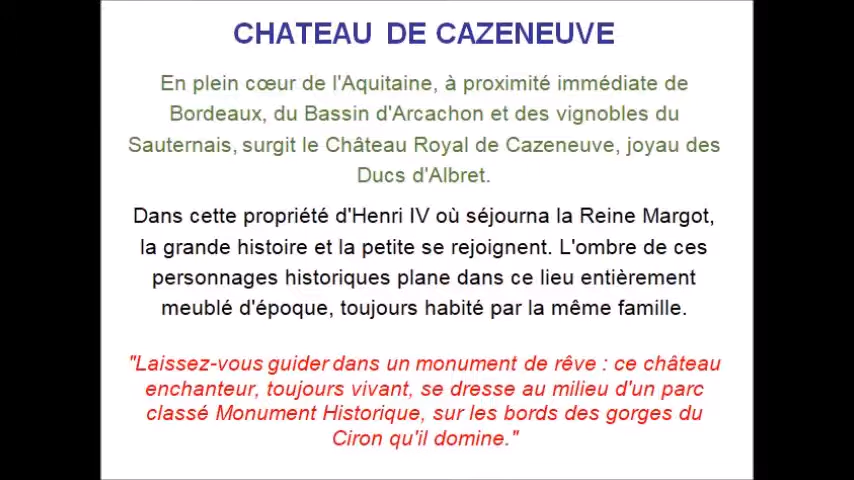 CHATEAU DE CAZENEUVE
En plein cœur de l'Aquitaine, à proximité immédiate de
Bordeaux, du Bassin d'Arcachon et des vignobles du
Sauternais, surgit le Château Royal de Cazeneuve, joyau des
Ducs d'Albret.
Dans cette propriété d'Henri IV où séjourna la Reine Margot,
la grande histoire et la petite se rejoignent. L'ombre de ces
personnages historiques plane dans ce lieu entièrement
meublé d'époque, toujours habité par la même famille.
"Laissez-vous guider dans un monument de rêve : ce château
enchanteur, toujours vivant, se dresse au milieu d'un parc
classé Monument Historique, sur les bords des gorges du
Ciron qu'il domine."